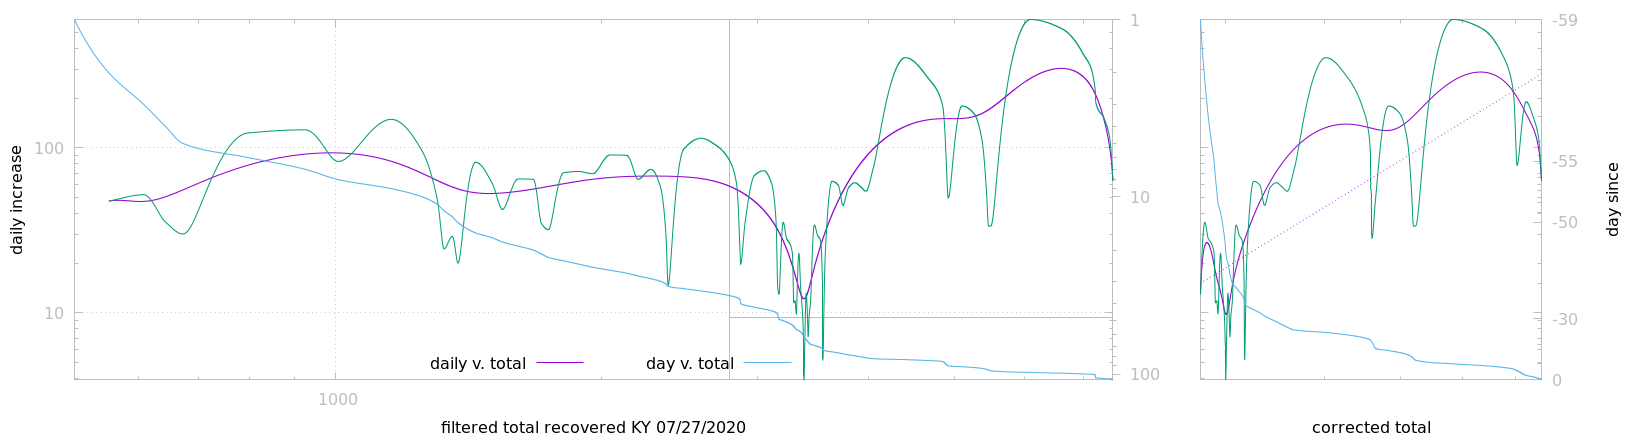 1
-59
100
-55
daily increase
10
-50
day since
10
-30
daily v. total
day v. total
100
0
1000
filtered total recovered KY 07/27/2020
corrected total